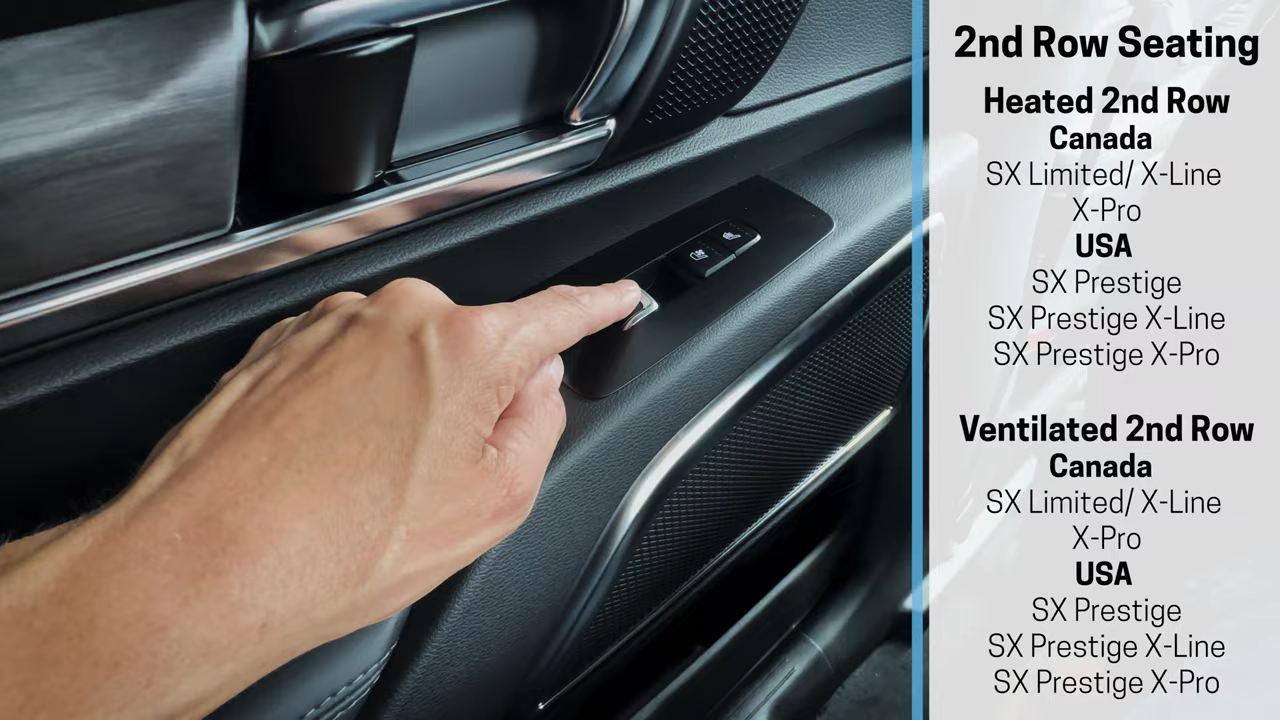 2nd Row Seating
Heated 2nd Row
Canada
SX Limited/ X-Line
X-Pro
USA
SX Prestige
SX Prestige X-Line
SX Prestige X-Pro
Ventilated 2nd Row
Canada
SX Limited/ X-Line
X-Pro
USA
SX Prestige
SX Prestige X-Line
SX Prestige X-Pro